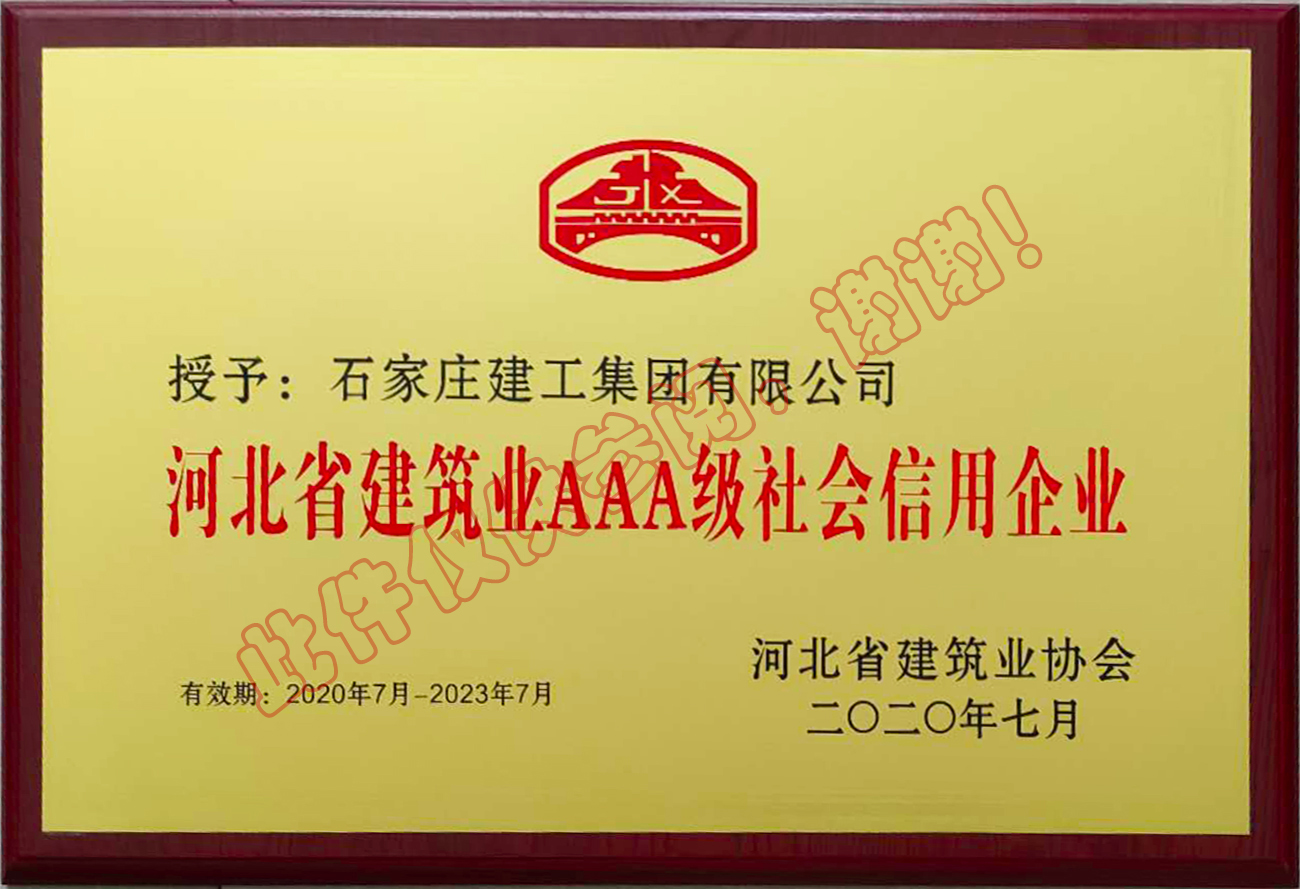 JX
授予：石家庄建工集团有限公司
河北省建筑业AAA级社会信用企业
河北省建筑业协会
有效期：2020年7月-2023年7月
二〇二〇年七月
此件仅供参阅．谢谢！